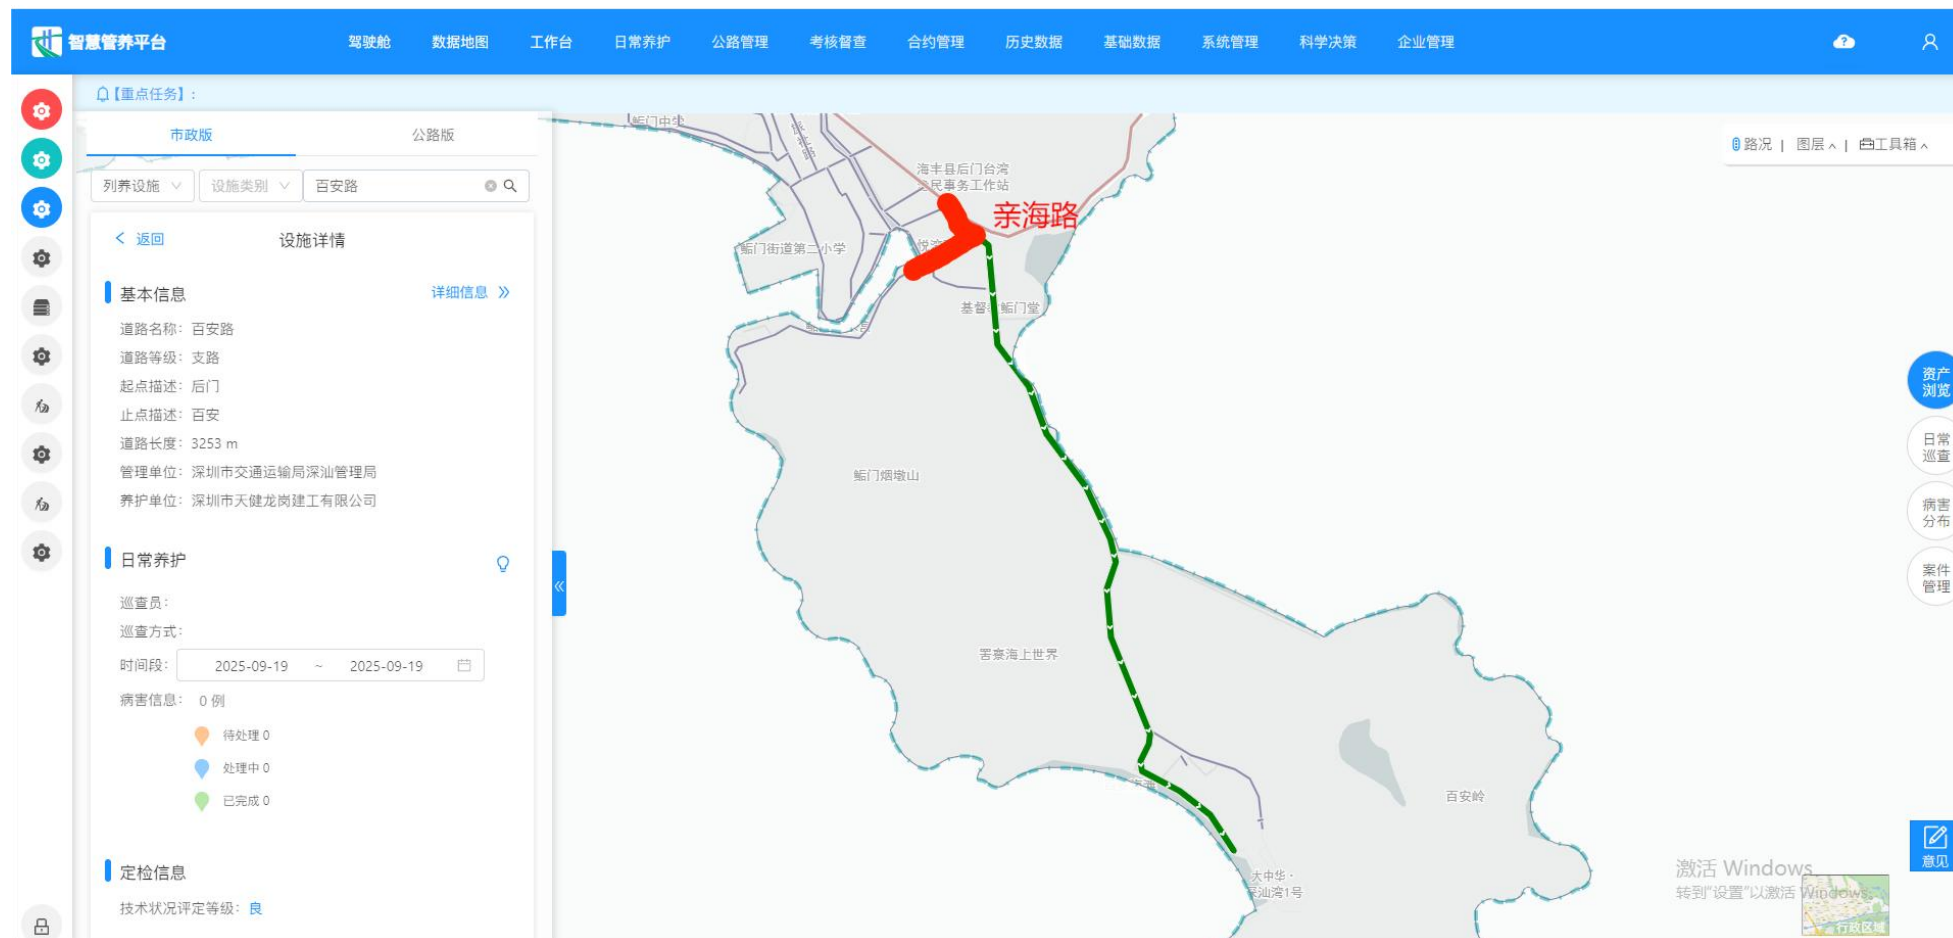 智慧管养平台
驾驶舱 数据地图 工作台 日常养护 公路管理 考核督查 合约管理 历史数据 基础数据 系统管理 科学决策 企业管理
【重点任务】:
市政版 公路版
路况 | 图层 | 工具箱
列养设施 设施类别 百安路
返回 设施详情
基本信息 详细信息
道路名称: 百安路
道路等级: 支路
起点描述: 后门
止点描述: 百安
道路长度: 3253 m
管理单位: 深圳市交通运输局深汕管理局
养护单位: 深圳市天健龙岗建工有限公司
日常养护
巡查员:
巡查方式:
时间段: 2025-09-19 ~ 2025-09-19
病害信息: 0 例
待处理 0
处理中 0
已完成 0
定检信息
技术状况评定等级: 良
鲘门中学
海丰县后门台湾
民事务工作站
亲海路
鲘门街道第二小学
基督 鲘门堂
鲘门烟墩山
罟寮海上世界
百安岭
大中华·
深汕湾1号
资产
浏览
日常
巡查
病害
分布
案件
管理
意见
激活 Windows
转到"设置"以激活 Windows。
行政区域